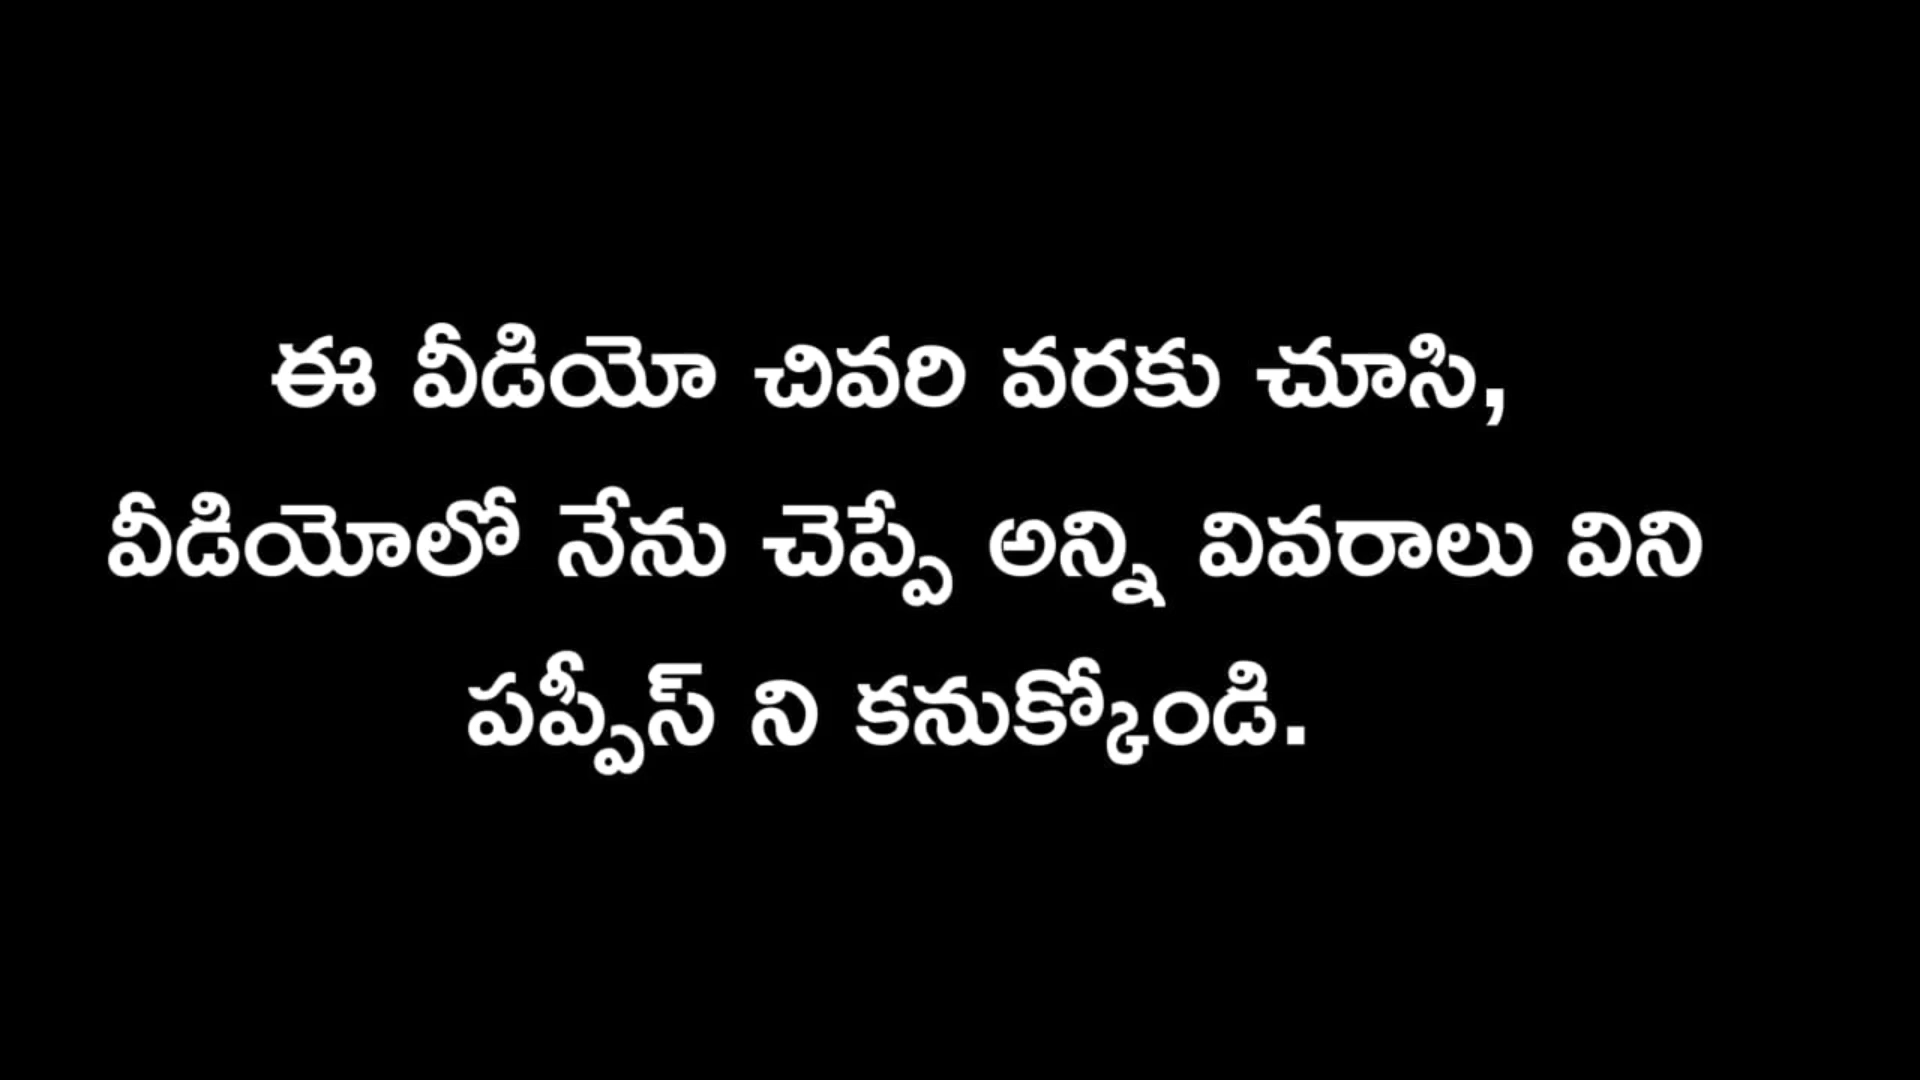 ఈ వీడియో చివరి వరకు చూసి,
వీడియోలో నేను చెప్పే అన్ని వివరాలు విని
పప్పీస్ ని కనుక్కోండి.